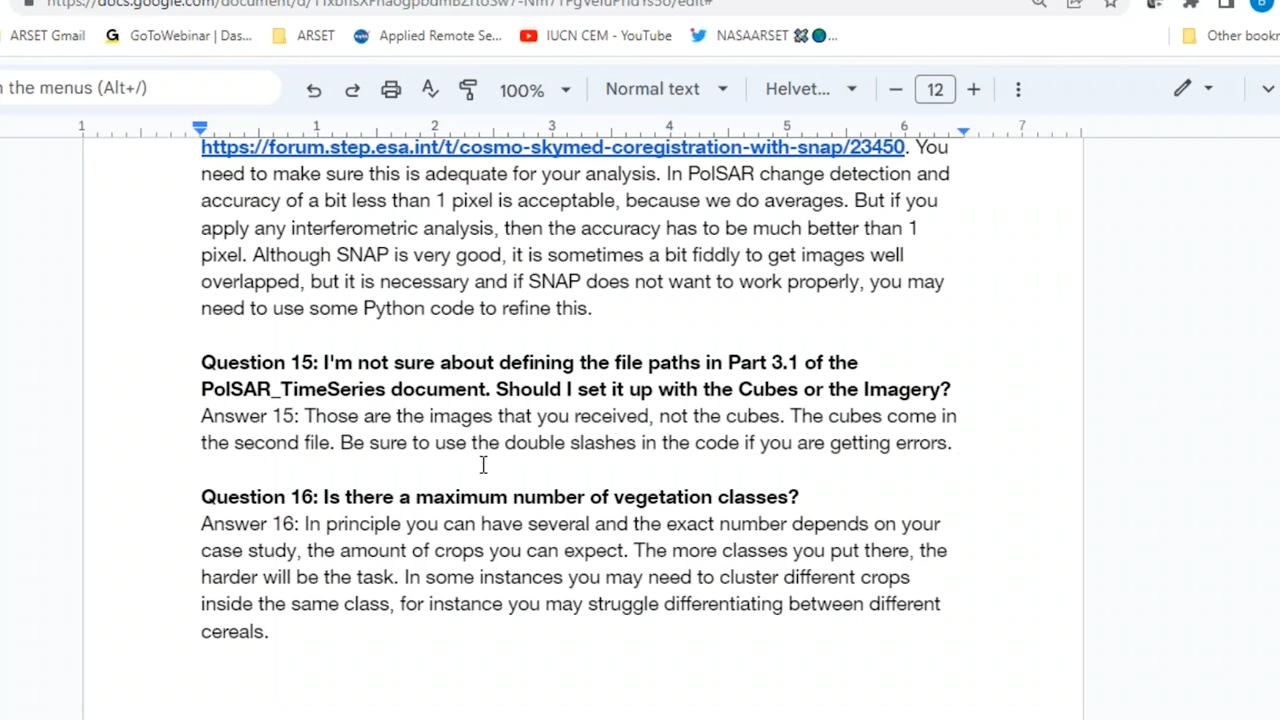 ARSET Gmail GoToWebinar | Das... ARSET Applied Remote Se... IUCN CEM - YouTube NASAARSET Other bookr
n the menus (Alt+/) 100% Normal text Helvet... 12
1 1 2 3 4 5 6 7
https://forum.step.esa.int/t/cosmo-skymed-coregistration-with-snap/23450. You
need to make sure this is adequate for your analysis. In PolSAR change detection and
accuracy of a bit less than 1 pixel is acceptable, because we do averages. But if you
apply any interferometric analysis, then the accuracy has to be much better than 1
pixel. Although SNAP is very good, it is sometimes a bit fiddly to get images well
overlapped, but it is necessary and if SNAP does not want to work properly, you may
need to use some Python code to refine this.
Question 15: I'm not sure about defining the file paths in Part 3.1 of the
PolSAR_TimeSeries document. Should I set it up with the Cubes or the Imagery?
Answer 15: Those are the images that you received, not the cubes. The cubes come in
the second file. Be sure to use the double slashes in the code if you are getting errors.
Question 16: Is there a maximum number of vegetation classes?
Answer 16: In principle you can have several and the exact number depends on your
case study, the amount of crops you can expect. The more classes you put there, the
harder will be the task. In some instances you may need to cluster different crops
inside the same class, for instance you may struggle differentiating between different
cereals.